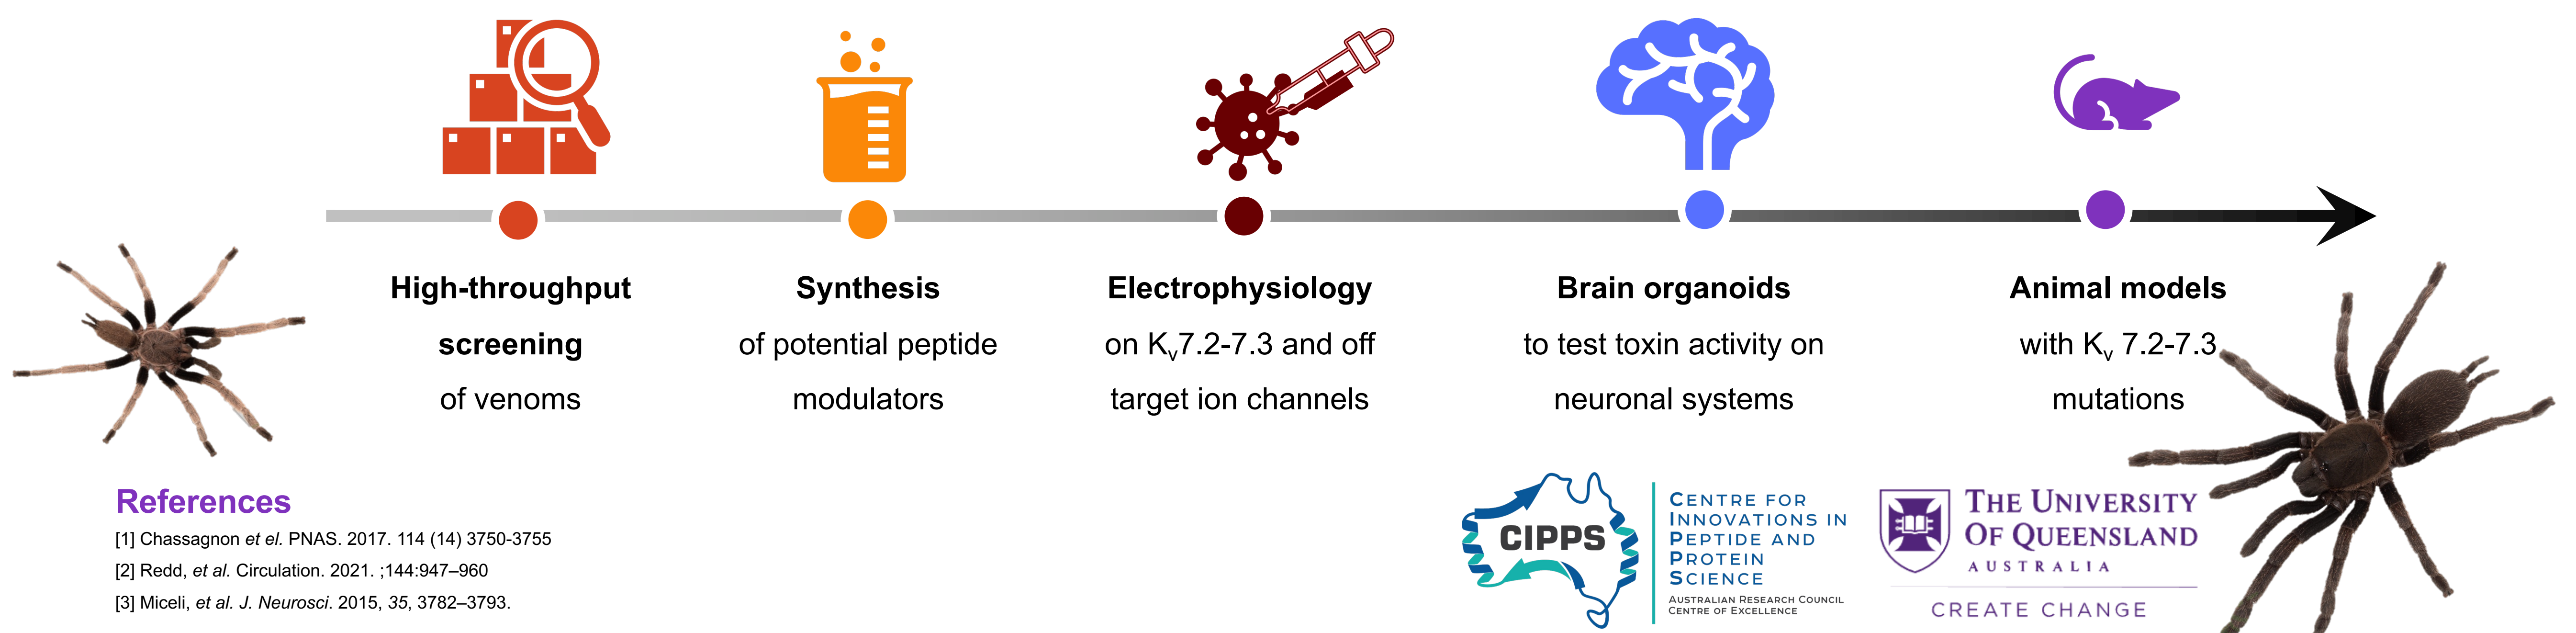 High-throughput
screening
of venoms
Synthesis
of potential peptide
modulators
Electrophysiology
on Kv7.2-7.3 and off
target ion channels
Brain organoids
to test toxin activity on
neuronal systems
Animal models
with Kv 7.2-7.3
mutations
References
[1] Chassagnon et el. PNAS. 2017. 114 (14) 3750-3755
[2] Redd, et al. Circulation. 2021. ;144:947–960
[3] Miceli, et al. J. Neurosci. 2015, 35, 3782–3793.
CIPPS
CENTRE FOR
INNOVATIONS IN
PEPTIDE AND
PROTEIN
SCIENCE
AUSTRALIAN RESEARCH COUNCIL
CENTRE OF EXCELLENCE
THE UNIVERSITY
OF QUEENSLAND
AUSTRALIA
CREATE CHANGE